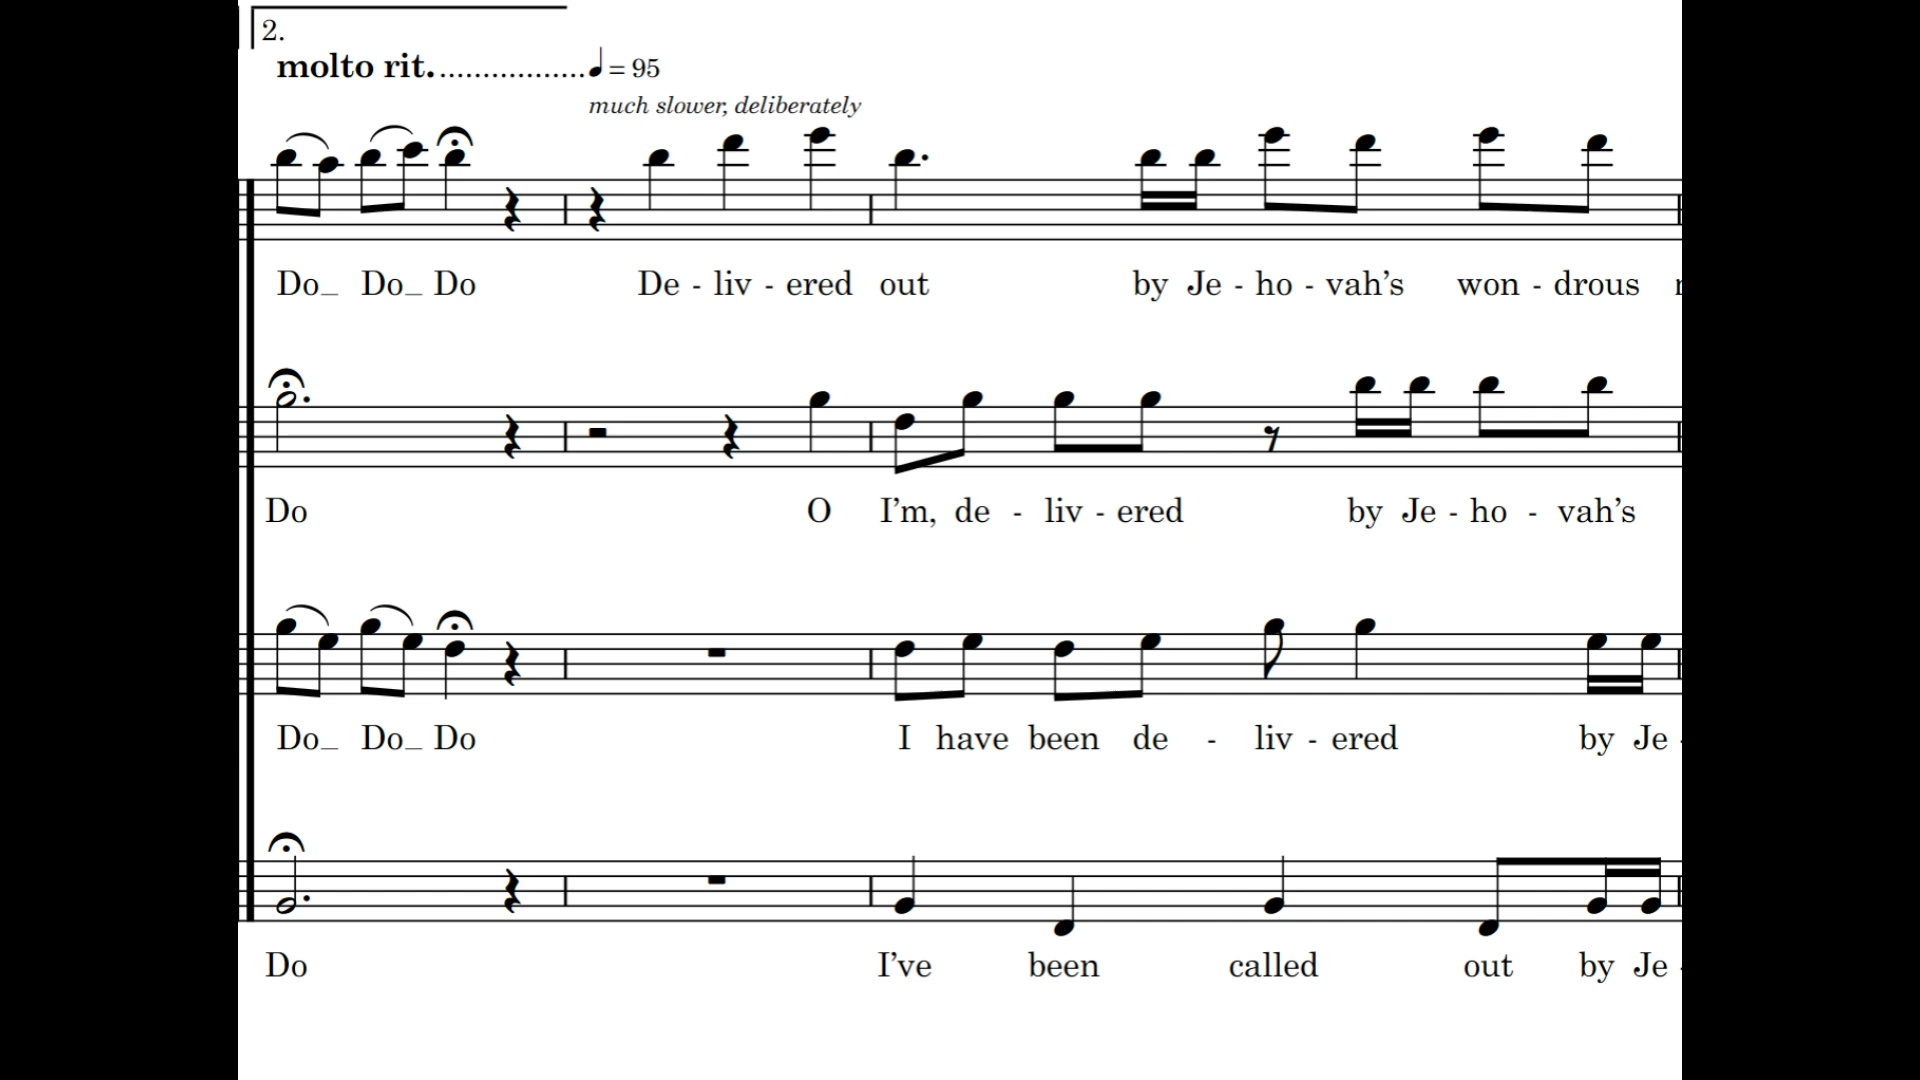 2.
molto rit.................. = 95
much slower, deliberately
Do_ Do_ Do De - liv - ered out by Je - ho - vah's won - drous
Do O I'm, de - liv - ered by Je - ho - vah's
Do_ Do_ Do I have been de - liv - ered by Je -
Do I've been called out by Je -